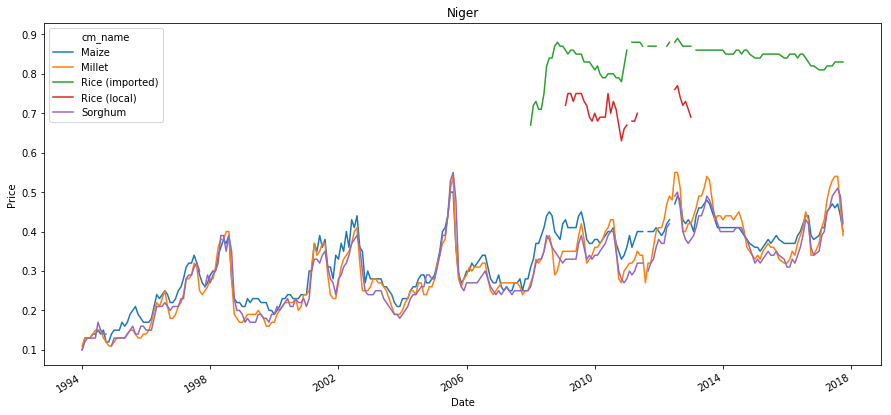 Niger
cm_name
Maize
Millet
Rice (imported)
Rice (local)
Sorghum
Price
0.9
0.8
0.7
0.6
0.5
0.4
0.3
0.2
0.1
1994
1998
2002
2006
2010
2014
2018
Date